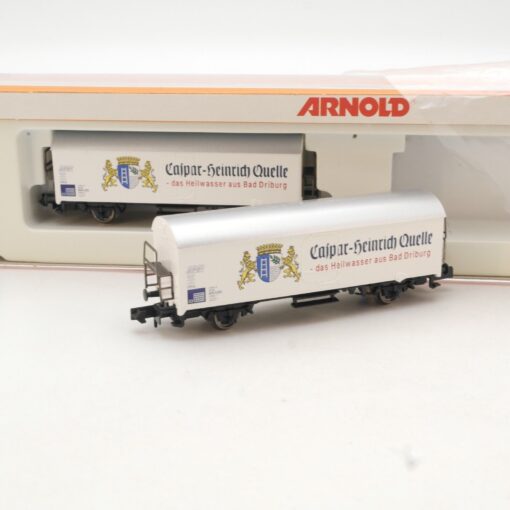 ARNOLD
Caspar-Heinrich Quelle
- das Heilwasser aus Bad Driburg
Caspar-Heinrich Quelle
- das Heilwasser aus Bad Driburg